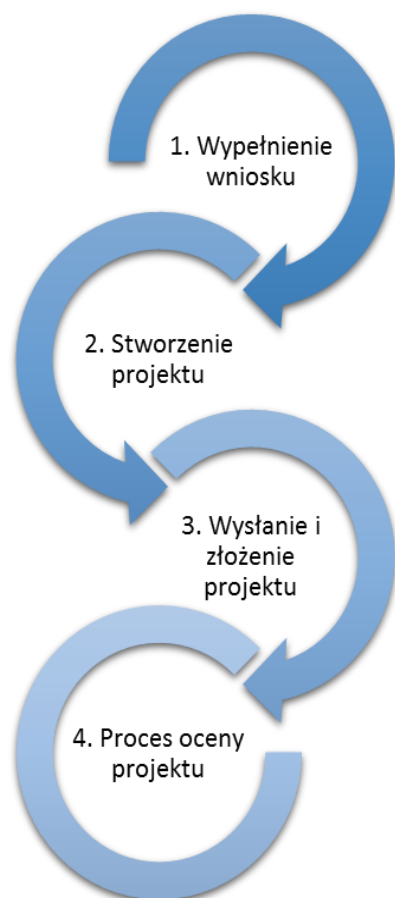 1. Wypełnienie
wniosku
2. Stworzenie
projektu
3. Wysłanie i
złożenie
projektu
4. Proces oceny
projektu